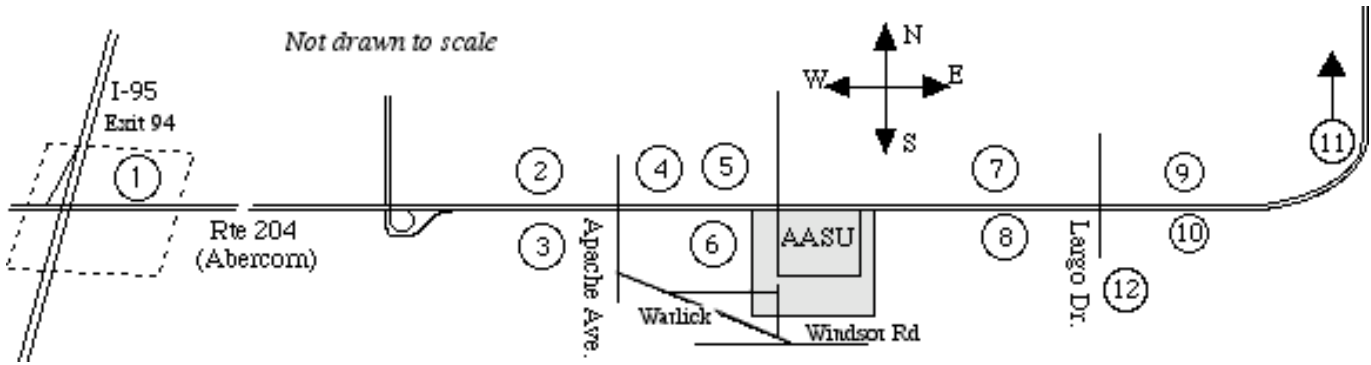 Not drawn to scale
N
W
E
S
I-95
Exit 94
1
2
4
5
7
9
11
Rte 204
(Abercorn)
3
Apache Ave.
6
AASU
8
Largo Dr.
10
12
Warlick
Windsor Rd